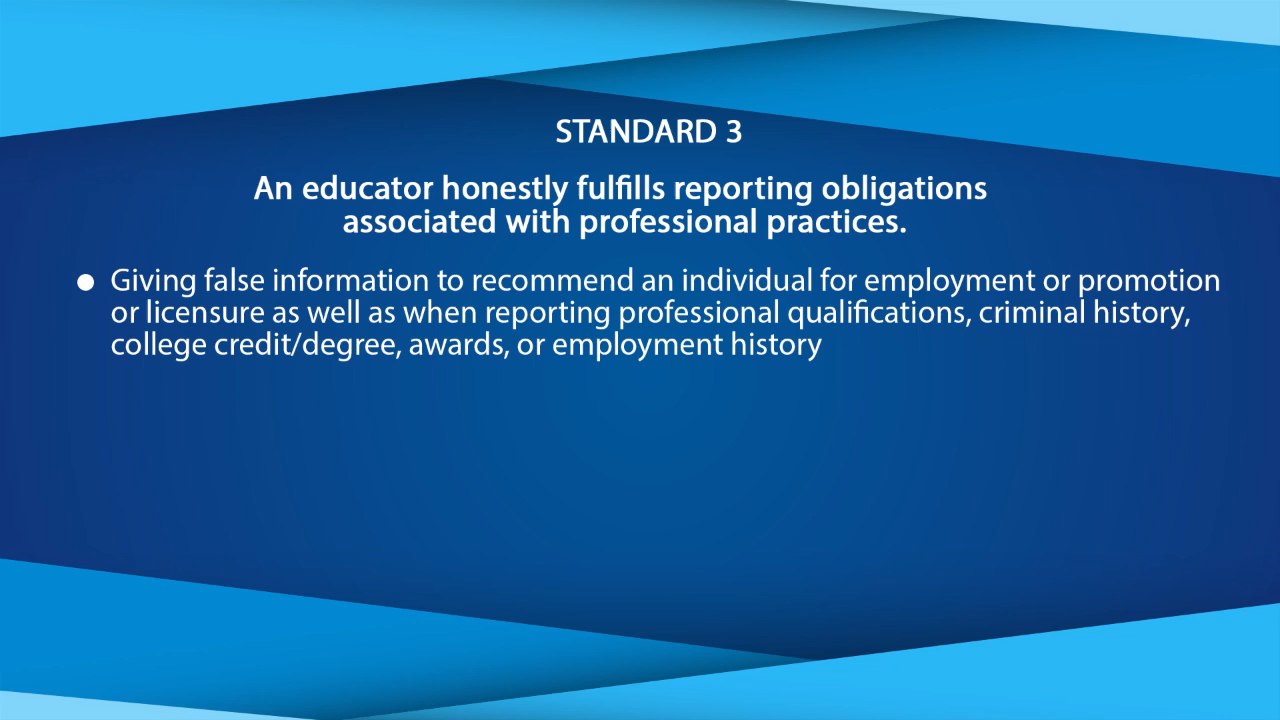 STANDARD 3
An educator honestly fulfills reporting obligations
associated with professional practices.
● Giving false information to recommend an individual for employment or promotion
or licensure as well as when reporting professional qualifications, criminal history,
college credit/degree, awards, or employment history